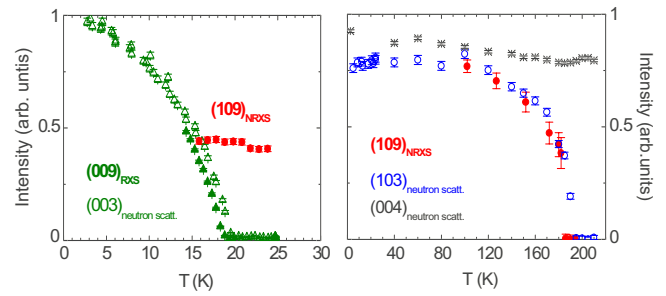 Intensity (arb. untis)
1
0.5
0
0 5 10 15 20 25 30
T (K)
(109)NRXS
(009)RXS
(003)neutron scatt.
0 40 80 120 160 200
T (K)
(109)NRXS
(103)neutron scatt.
(004)neutron scatt.
1
0.5
0
Intensity (arb.units)